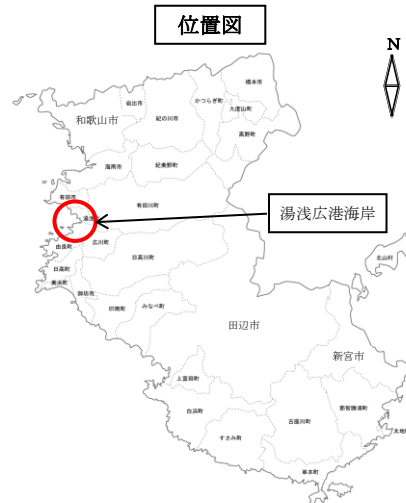 位置図
N
橋本市
かつらぎ町
岩出市
九度山町
和歌山市
紀の川市
高野町
海南市
紀美野町
有田市
有田川町
湯浅広港海岸
広川町
由良町
日高川町
北山村
日高町
美浜町
御坊市
印南町
みなべ町
田辺市
新宮市
上富田町
那智勝浦町
白浜町
古座川町
太地町
すさみ町
串本町